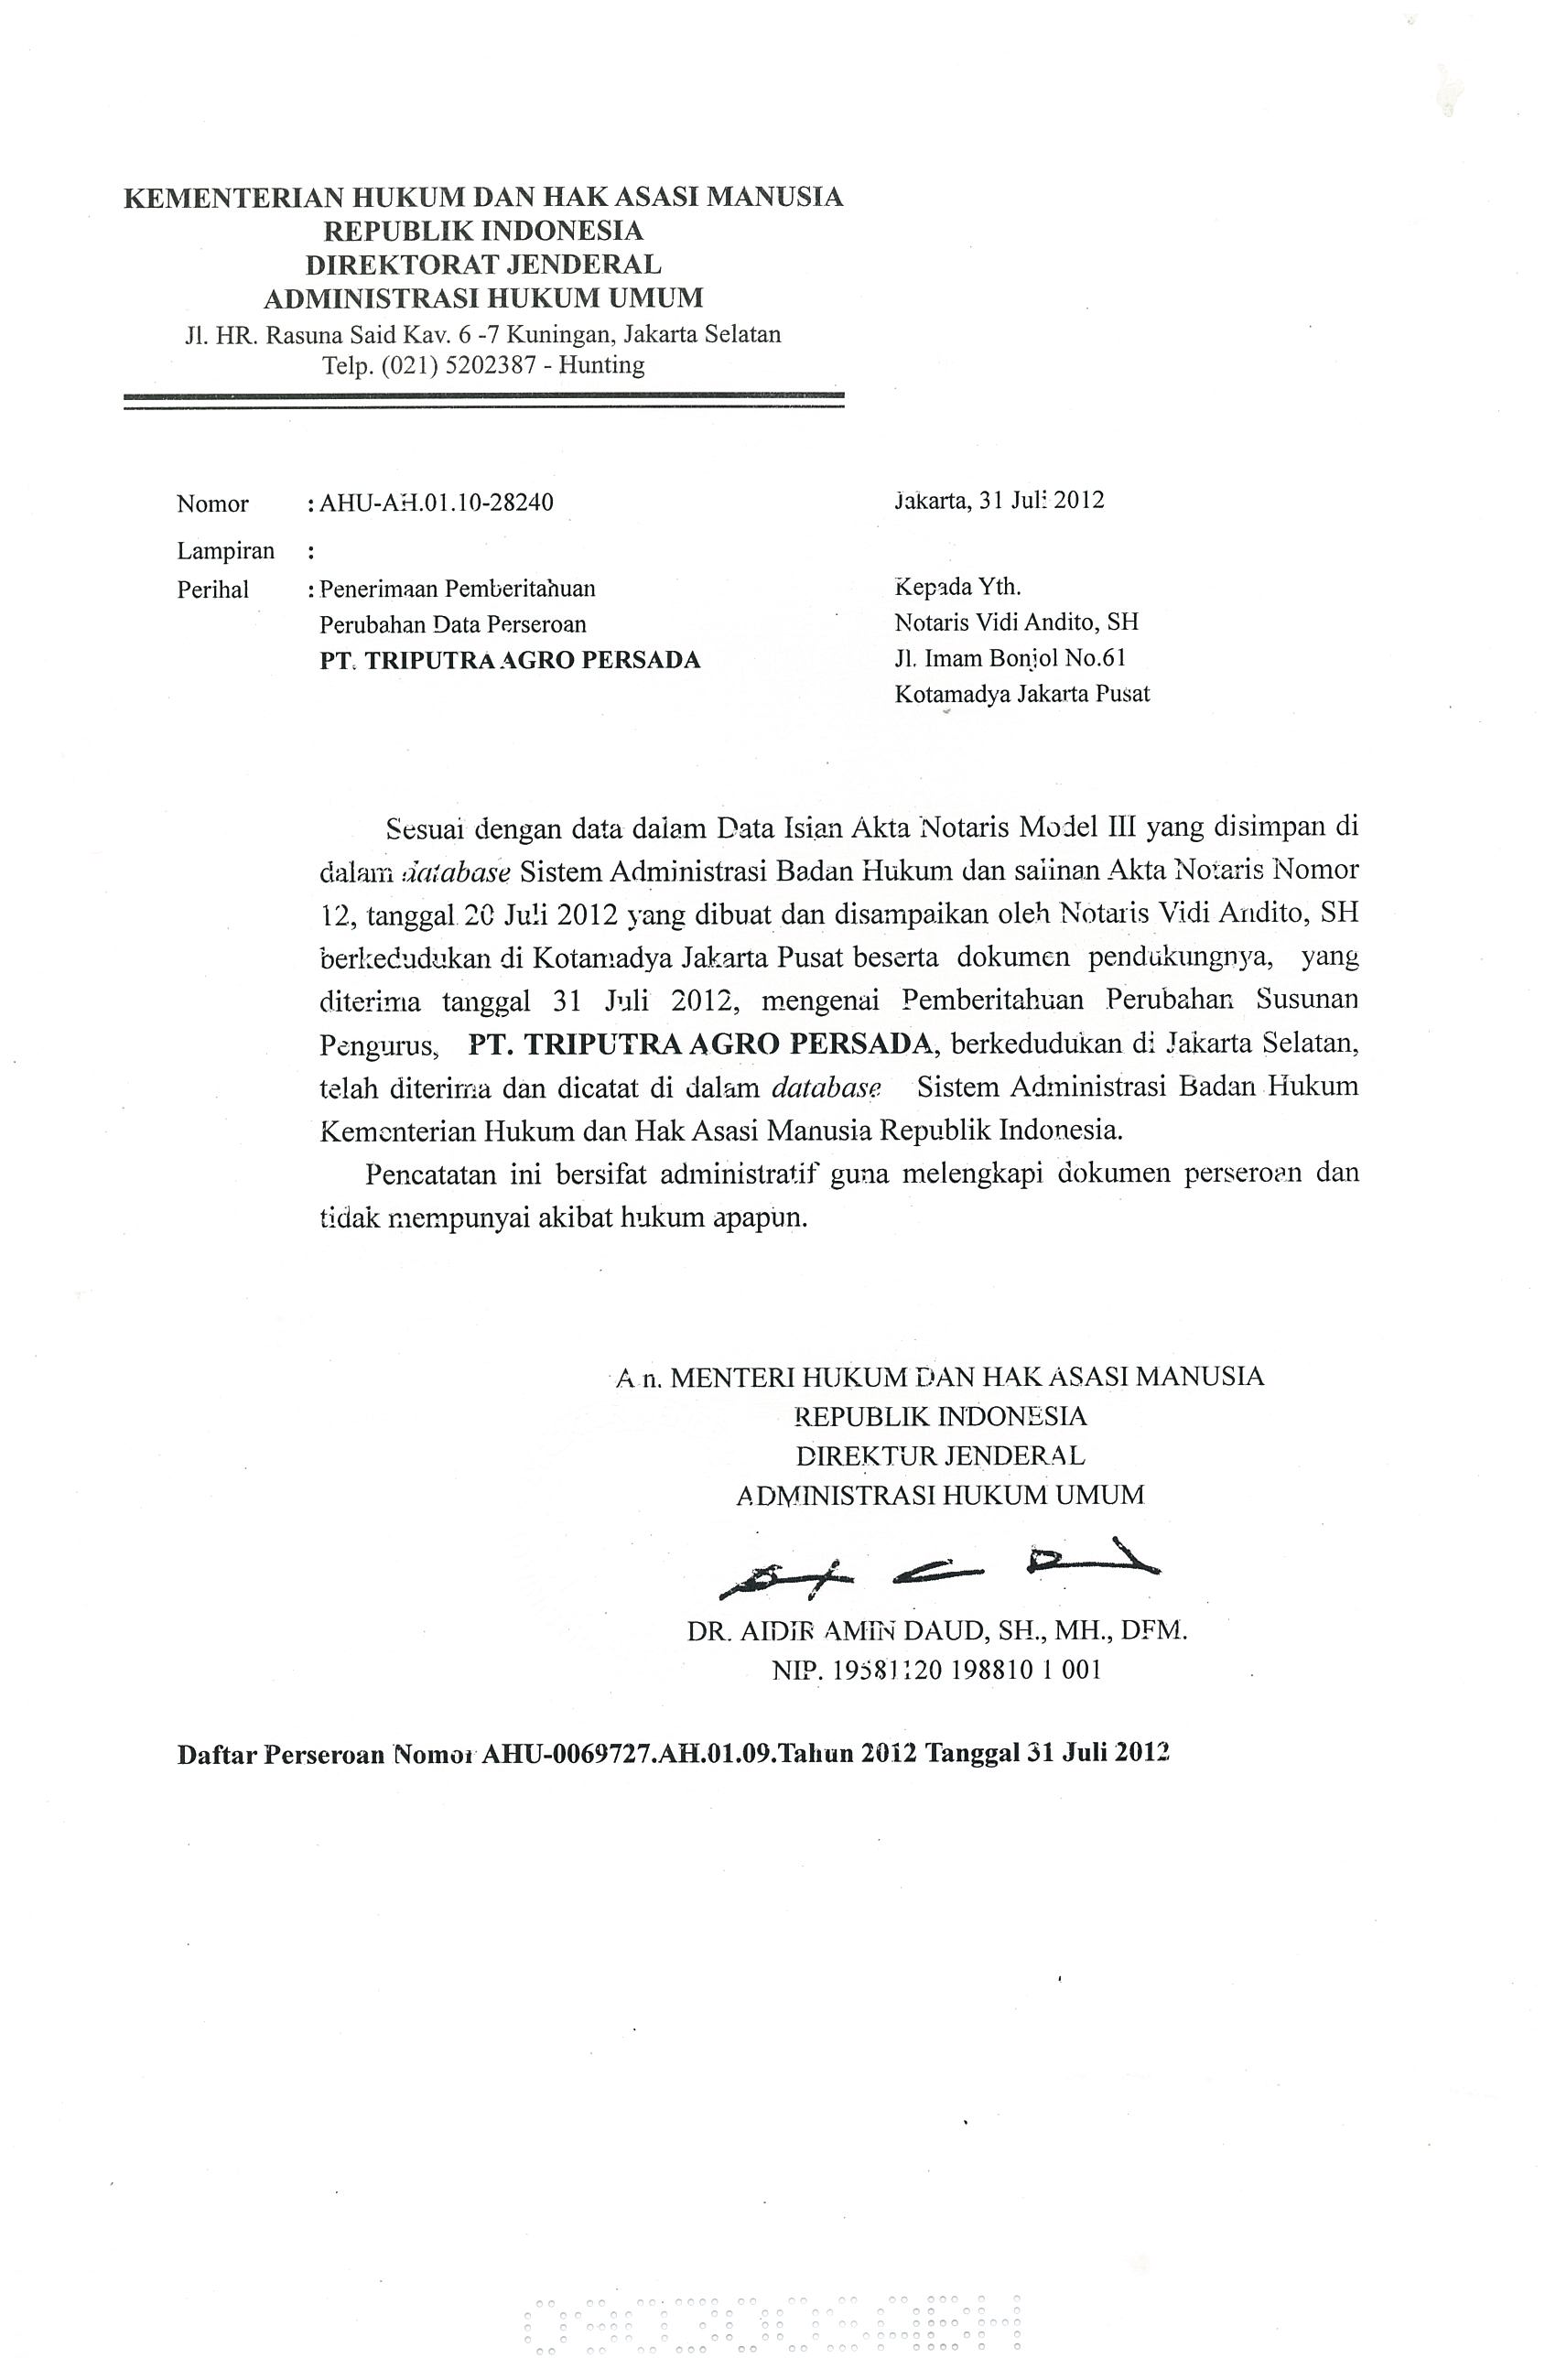 KEMENTERIAN HUKUM DAN HAK ASASI MANUSIA
REPUBLIK INDONESIA
DIREKTORAT JENDERAL
ADMINISTRASI HUKUM UMUM
Jl. HR. Rasuna Said Kav. 6 -7 Kuningan, Jakarta Selatan
Telp. (021) 5202387 - Hunting
Nomor : AHU-AH.01.10-28240
Lampiran :
Perihal : Penerimaan Pemberitahuan
Perubahan Data Perseroan
PT. TRIPUTRA AGRO PERSADA
Jakarta, 31 Juli 2012
Kepada Yth.
Notaris Vidi Andito, SH
Jl. Imam Bonjol No.61
Kotamadya Jakarta Pusat
Sesuai dengan data dalam Data Isian Akta Notaris Model III yang disimpan di
dalam database Sistem Administrasi Badan Hukum dan salinan Akta Notaris Nomor
12, tanggal 20 Juli 2012 yang dibuat dan disampaikan oleh Notaris Vidi Andito, SH
berkedudukan di Kotamadya Jakarta Pusat beserta dokumen pendukungnya, yang
diterima tanggal 31 Juli 2012, mengenai Pemberitahuan Perubahan Susunan
Pengurus, PT. TRIPUTRA AGRO PERSADA, berkedudukan di Jakarta Selatan,
telah diterima dan dicatat di dalam database Sistem Administrasi Badan Hukum
Kementerian Hukum dan Hak Asasi Manusia Republik Indonesia.
Pencatatan ini bersifat administratif guna melengkapi dokumen perseroan dan
tidak mempunyai akibat hukum apapun.
A.n. MENTERI HUKUM DAN HAK ASASI MANUSIA
REPUBLIK INDONESIA
DIREKTUR JENDERAL
ADMINISTRASI HUKUM UMUM
DR. AIDIR AMIN DAUD, SH., MH., DFM.
NIP. 19581120 198810 1 001
Daftar Perseroan Nomor AHU-0069727.AH.01.09.Tahun 2012 Tanggal 31 Juli 2012